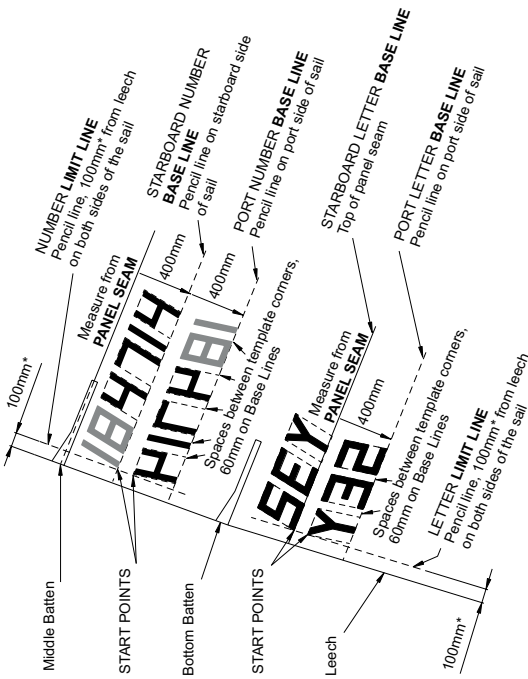 100mm*
NUMBER LIMIT LINE
Pencil line, 100mm* from leech
on both sides of the sail
Measure from
PANEL SEAM
400mm
STARBOARD NUMBER
BASE LINE
Pencil line on starboard side
of sail
400mm
PORT NUMBER BASE LINE
Pencil line on port side of sail
184714
Spaces between template corners,
60mm on Base Lines
Middle Batten
START POINTS
Bottom Batten
START POINTS
Leech
100mm*
SEY
Y32
Measure from
PANEL SEAM
400mm
STARBOARD LETTER BASE LINE
Top of panel seam
PORT LETTER BASE LINE
Pencil line on port side of sail
Spaces between template corners,
60mm on Base Lines
LETTER LIMIT LINE
Pencil line, 100mm* from leech
on both sides of the sail